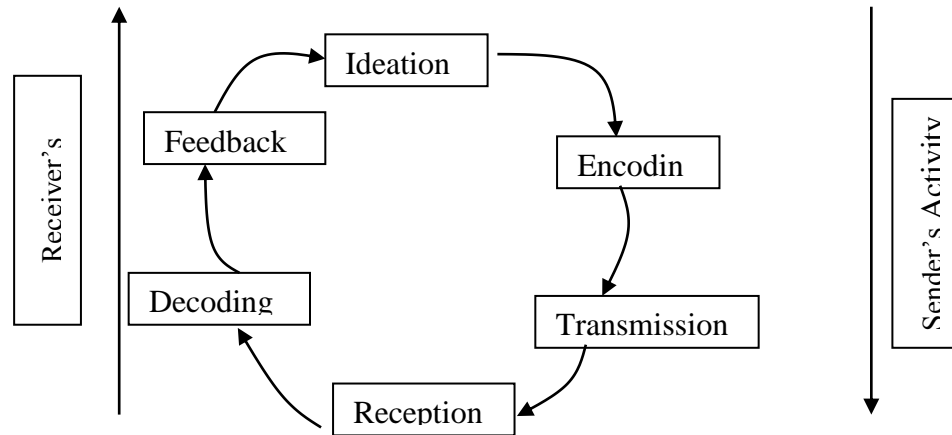 Ideation
Feedback
Encodin
Receiver's
Sender's Activity
Decoding
Transmission
Reception